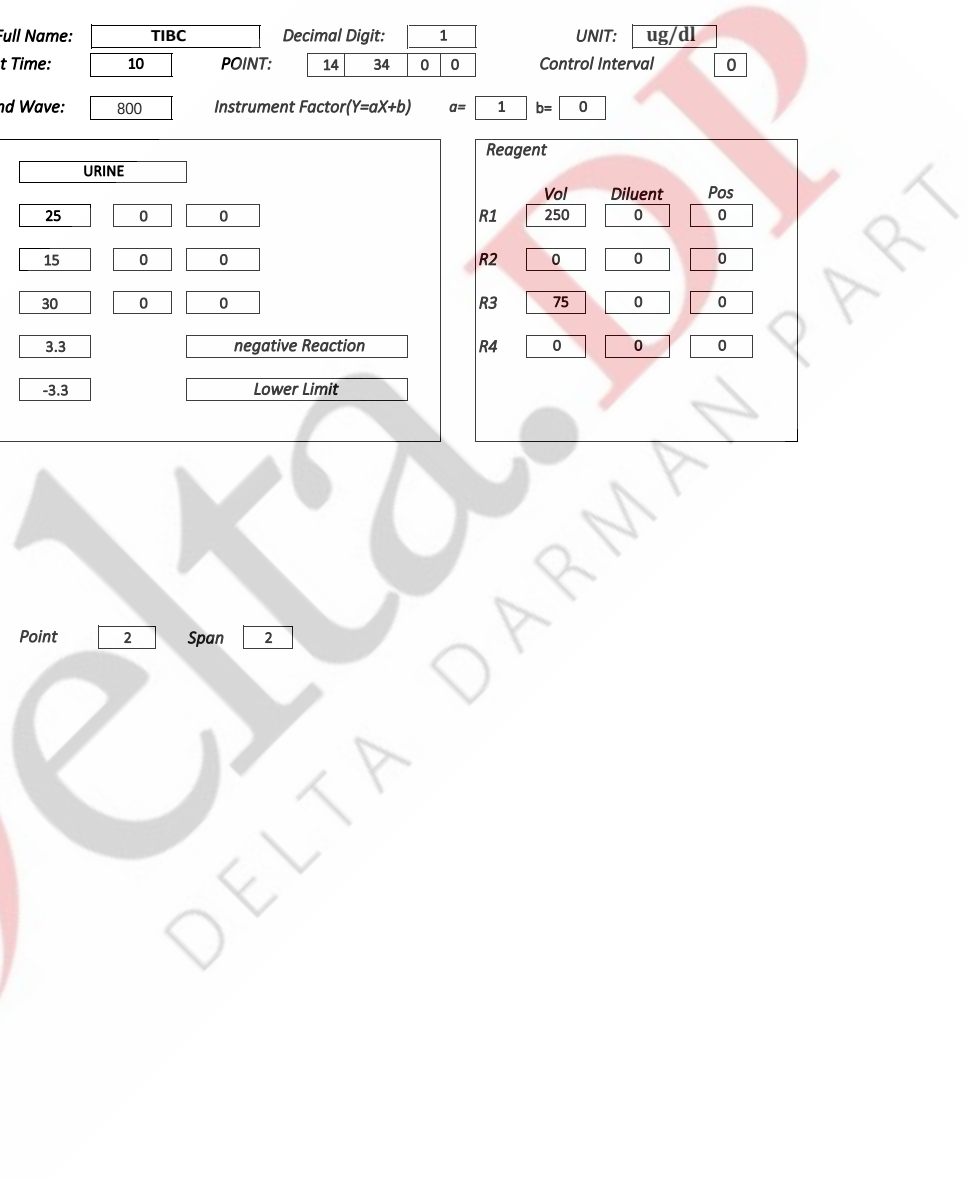 Full Name: TIBC Decimal Digit: 1 UNIT: ug/dl
t Time: 10 POINT: 14 34 0 0 Control Interval 0
nd Wave: 800 Instrument Factor(Y=aX+b) a= 1 b= 0
URINE
25 0 0
15 0 0
30 0 0
3.3 negative Reaction
-3.3 Lower Limit
Reagent
Vol Diluent Pos
R1 250 0 0
R2 0 0 0
R3 75 0 0
R4 0 0 0
Point 2 Span 2
elta.DP
DELTA DARMAN PART